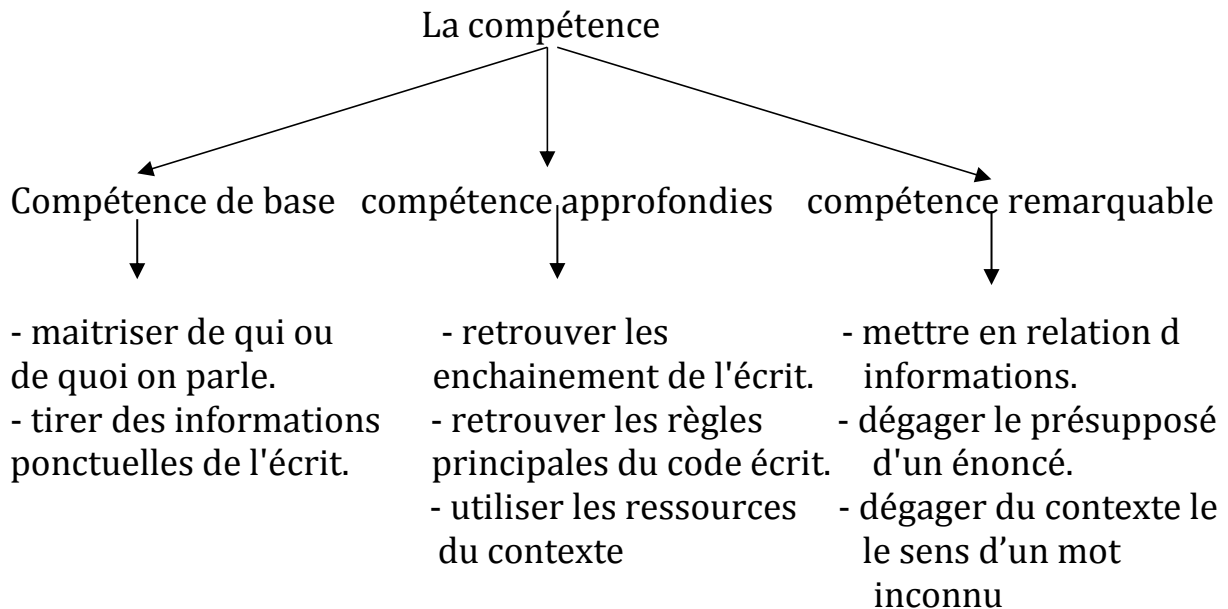 La compétence
Compétence de base
compétence approfondies
compétence remarquable
- maitriser de qui ou
de quoi on parle.
- tirer des informations
ponctuelles de l'écrit.
- retrouver les
enchainement de l'écrit.
- retrouver les règles
principales du code écrit.
- utiliser les ressources
du contexte
- mettre en relation d
informations.
- dégager le présupposé
d'un énoncé.
- dégager du contexte le
le sens d’un mot
inconnu